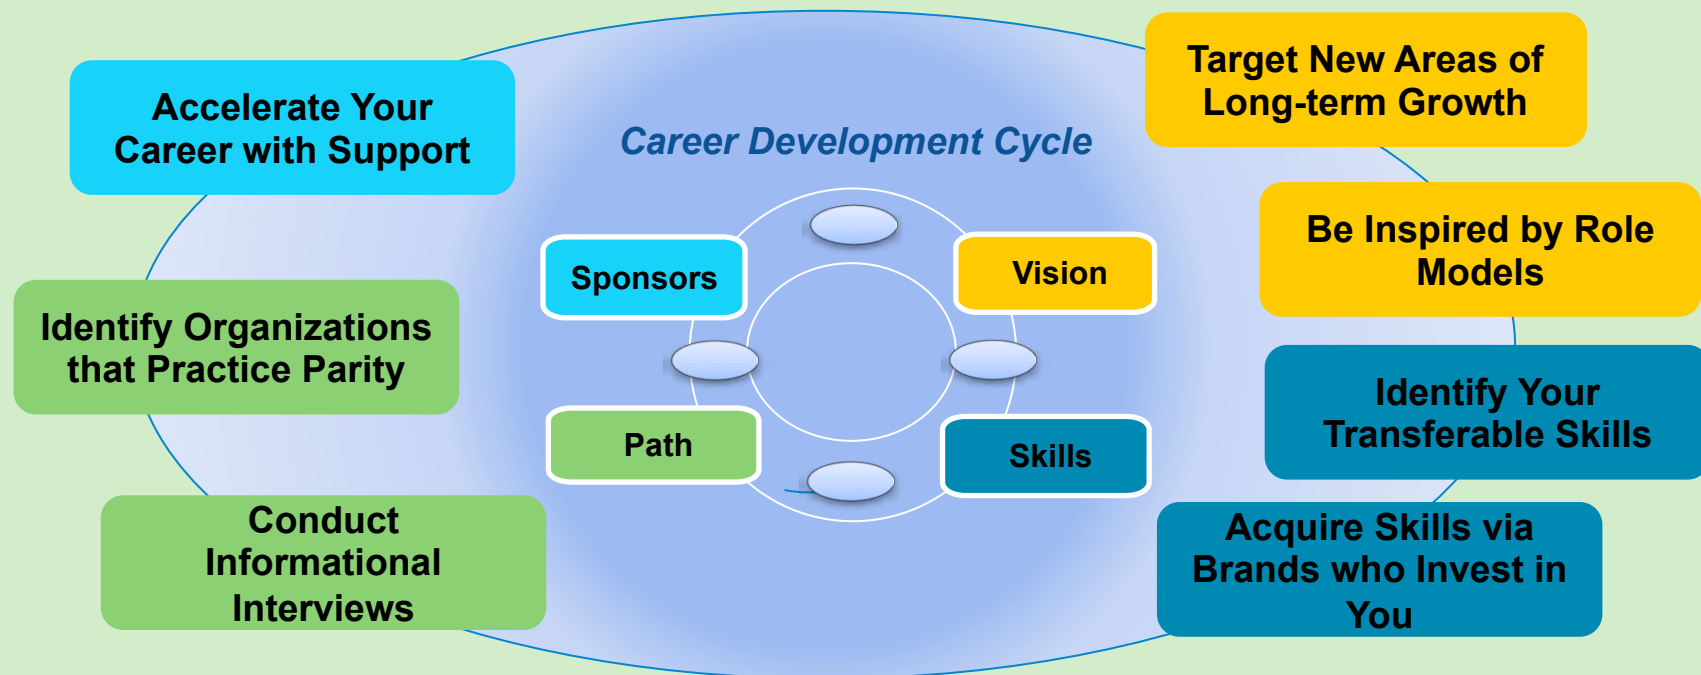 Career Development Cycle
Accelerate Your
Career with Support
Identify Organizations
that Practice Parity
Conduct
Informational
Interviews
Sponsors
Vision
Path
Skills
Target New Areas of
Long-term Growth
Be Inspired by Role
Models
Identify Your
Transferable Skills
Acquire Skills via
Brands who Invest in
You